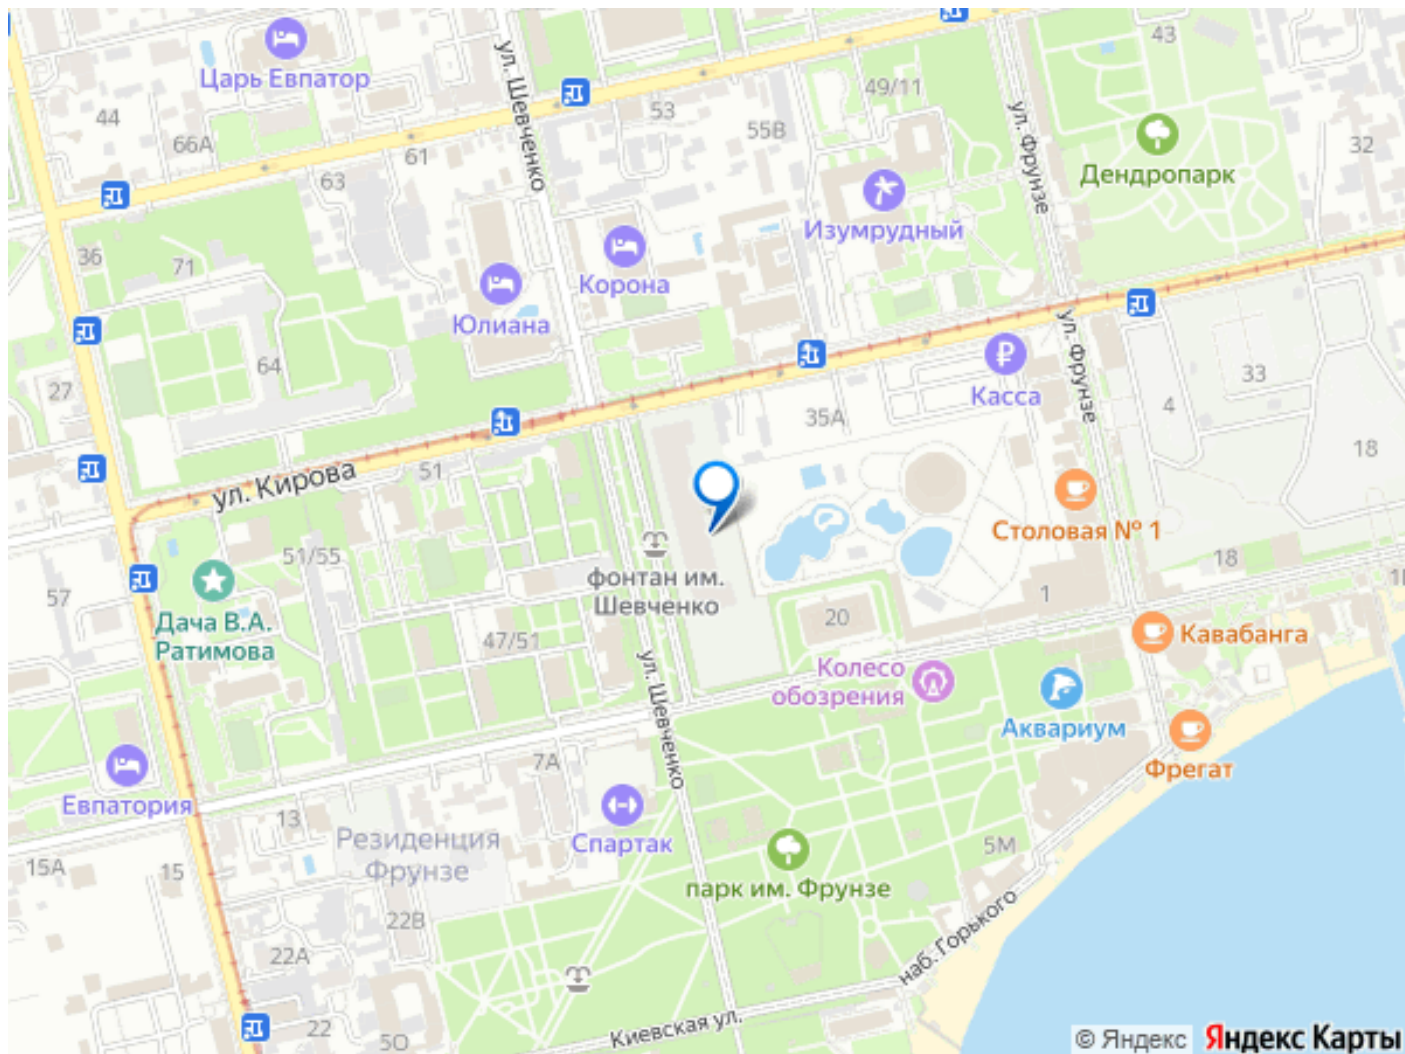 43
Царь Евпатор
ул. Шевченко
44
66А
53
55В
49/11
ул. Фрунзе
32
61
63
Дендропарк
Изумрудный
36
71
Корона
Юлиана
64
27
ул. Фрунзе
Касса
33
4
35А
18
ул. Кирова
51
Столовая № 1
51/55
фонтан им.
Шевченко
18
57
Дача В.А.
Ратимова
47/51
20
1
Кавабанга
Колесо
обозрения
ул. Шевченко
Аквариум
7А
Фрегат
Евпатория
13
Резиденция
Фрунзе
Спартак
5М
15А
15
парк им. Фрунзе
22В
наб. Горького
22А
22
50
Киевская ул.
© Яндекс Яндекс Карты